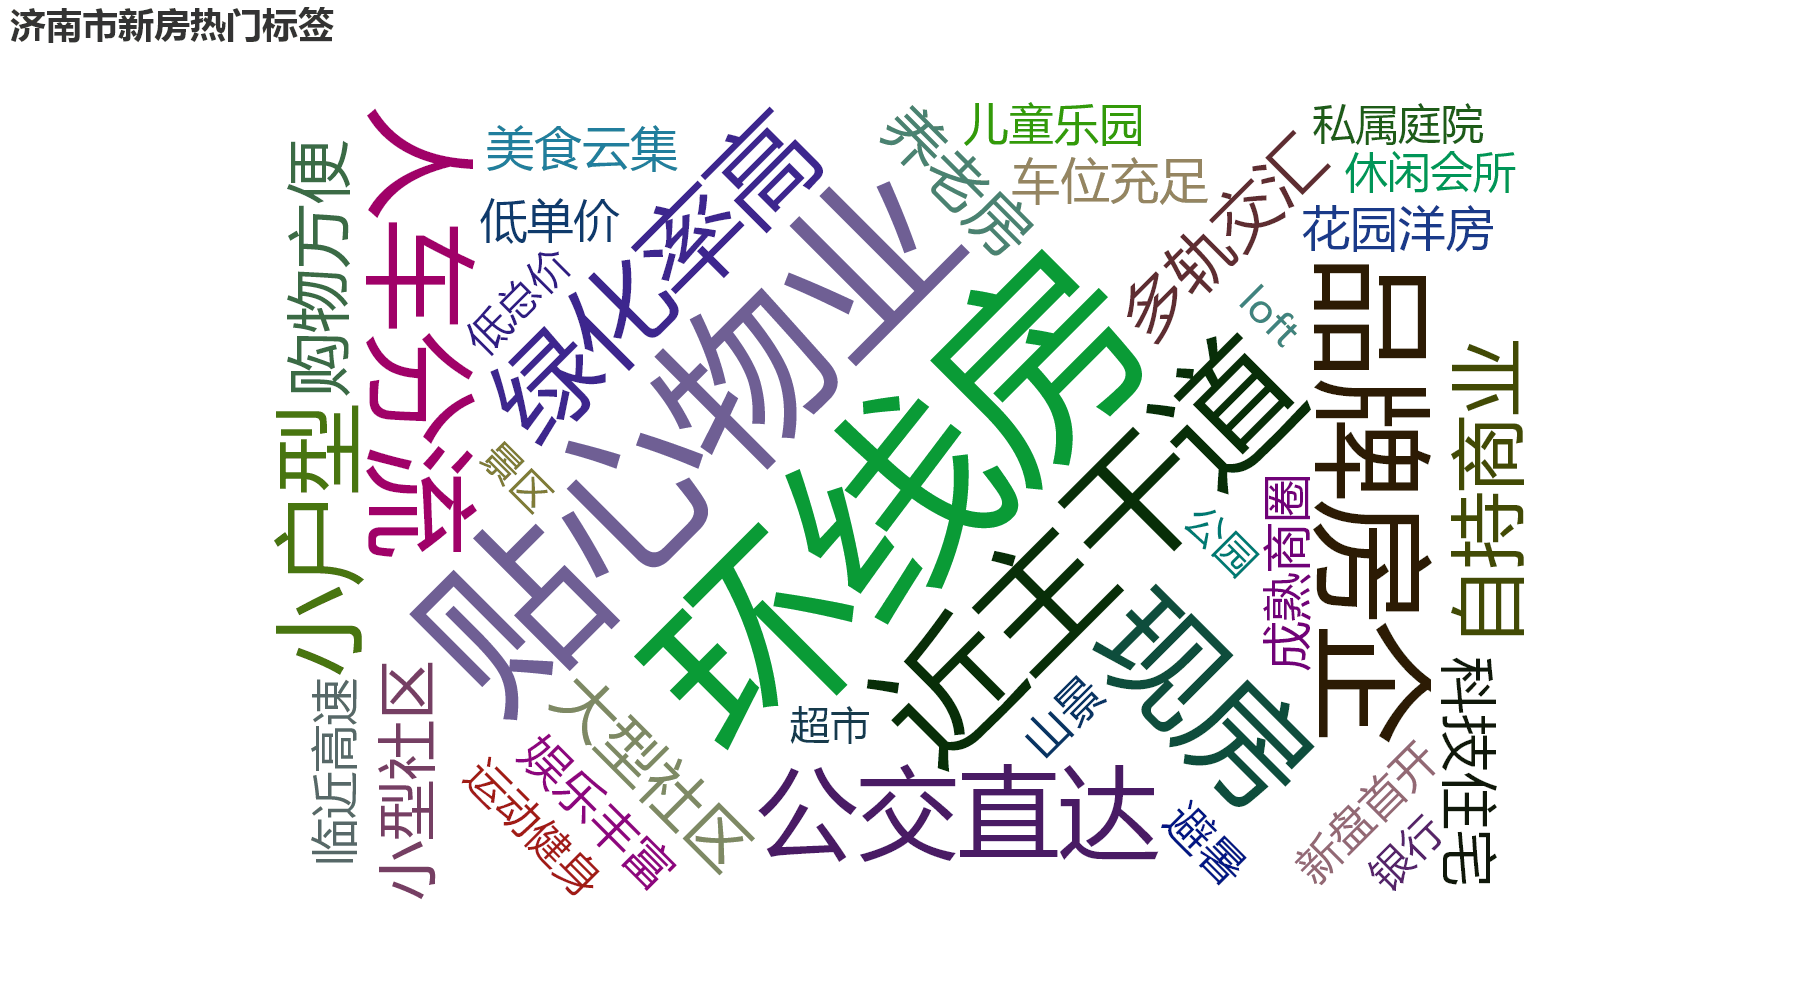 济南市新房热门标签
人车分流
美食云集
绿化率高
养老房
儿童乐园
私属庭院
购物方便
低单价
贴心物业
车位充足
多轨交汇
休闲会所
花园洋房
低总价
环线房
loft
品牌房企
小户型
景区
近主干道
公园
成熟商圈
自持商业
小型社区
临近高速
大型社区
超市
山景
现房
科技住宅
运动健身
娱乐丰富
公交直达
避暑
新盘首开
银行